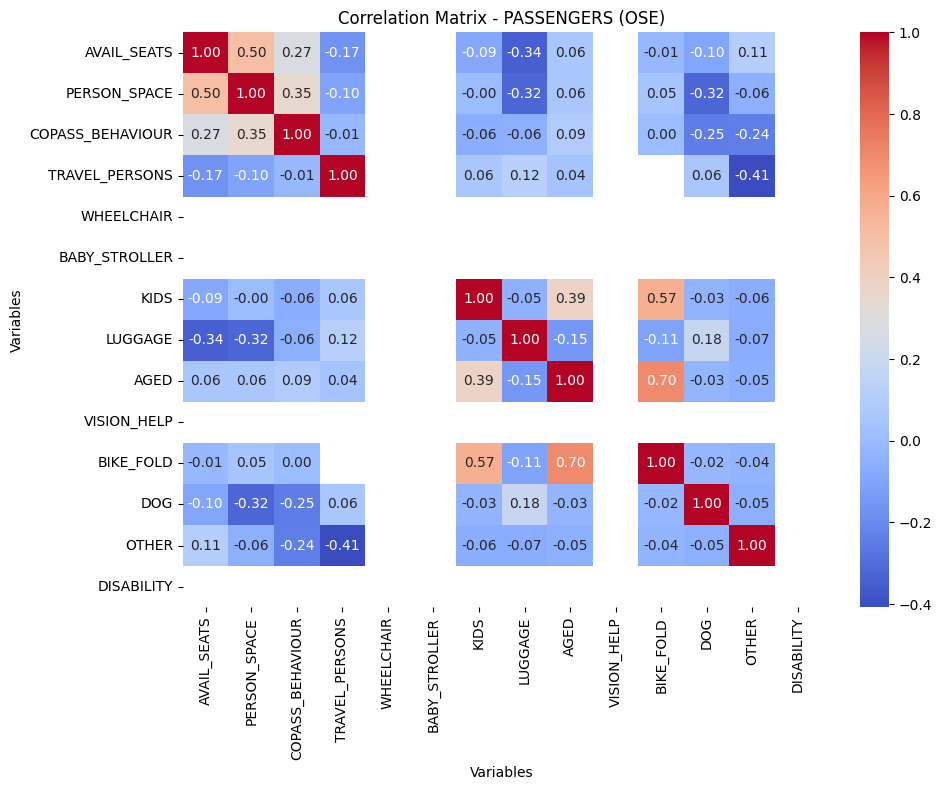 Correlation Matrix - PASSENGERS (OSE)
Variables
AVAIL_SEATS 1.00 0.50 0.27 -0.17 -0.09 -0.34 0.06 -0.01 -0.10 0.11
PERSON_SPACE 0.50 1.00 0.35 -0.10 -0.00 -0.32 0.06 0.05 -0.32 -0.06
COPASS_BEHAVIOUR 0.27 0.35 1.00 -0.01 -0.06 -0.06 0.09 0.00 -0.25 -0.24
TRAVEL_PERSONS -0.17 -0.10 -0.01 1.00 0.06 0.12 0.04 0.06 -0.41
WHEELCHAIR
BABY_STROLLER
KIDS -0.09 -0.00 -0.06 0.06 1.00 -0.05 0.39 0.57 -0.03 -0.06
LUGGAGE -0.34 -0.32 -0.06 0.12 -0.05 1.00 -0.15 -0.11 0.18 -0.07
AGED 0.06 0.06 0.09 0.04 0.39 -0.15 1.00 0.70 -0.03 -0.05
VISION_HELP
BIKE_FOLD -0.01 0.05 0.00 0.57 -0.11 0.70 1.00 -0.02 -0.04
DOG -0.10 -0.32 -0.25 0.06 -0.03 0.18 -0.03 -0.02 1.00 -0.05
OTHER 0.11 -0.06 -0.24 -0.41 -0.06 -0.07 -0.05 -0.04 -0.05 1.00
DISABILITY
AVAIL_SEATS
PERSON_SPACE
COPASS_BEHAVIOUR
TRAVEL_PERSONS
WHEELCHAIR
BABY_STROLLER
KIDS
LUGGAGE
AGED
VISION_HELP
BIKE_FOLD
DOG
OTHER
DISABILITY
Variables
1.0
0.8
0.6
0.4
0.2
0.0
−0.2
−0.4